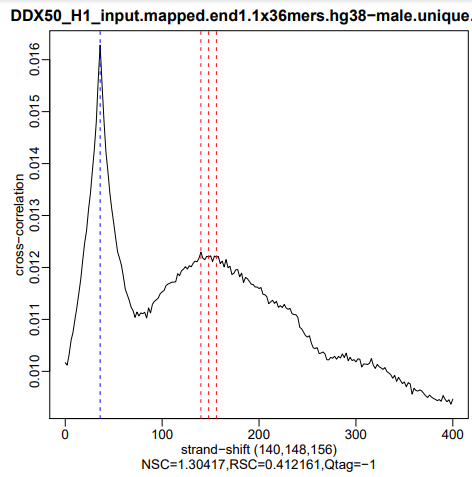 DDX50_H1_input.mapped.end1.1x36mers.hg38−male.unique.
cross−correlation
0.016
0.015
0.014
0.013
0.012
0.011
0.010
0 100 200 300 400
strand−shift (140,148,156)
NSC=1.30417,RSC=0.412161,Qtag=−1